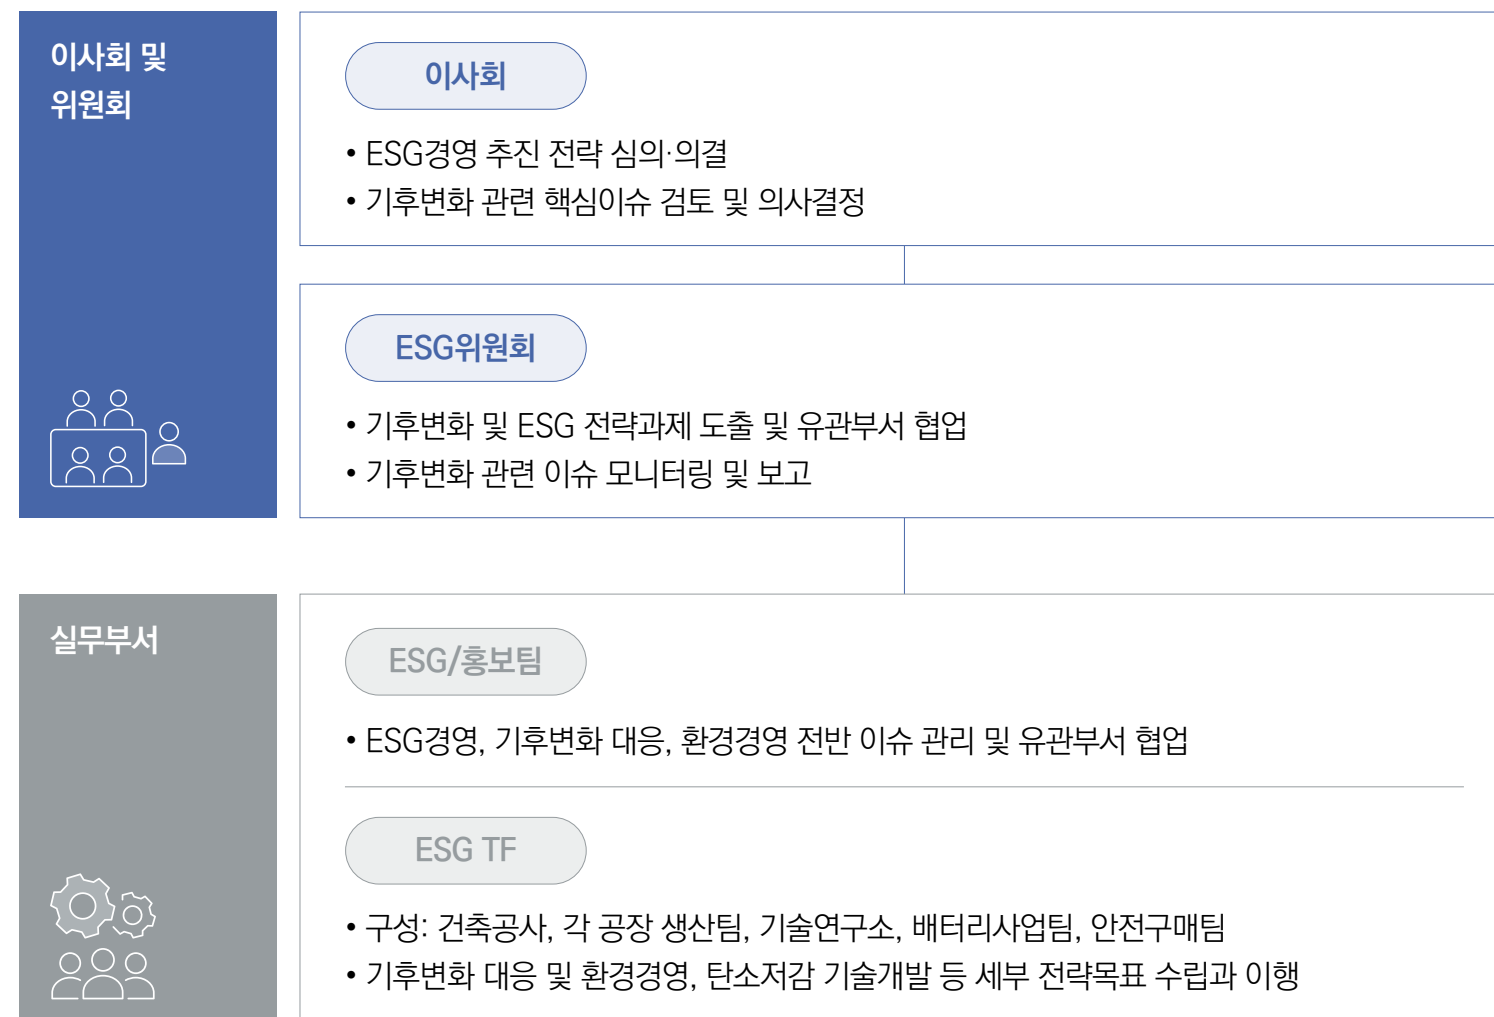 이사회 및
위원회
이사회
• ESG경영 추진 전략 심의·의결
• 기후변화 관련 핵심이슈 검토 및 의사결정
ESG위원회
• 기후변화 및 ESG 전략과제 도출 및 유관부서 협업
• 기후변화 관련 이슈 모니터링 및 보고
실무부서
ESG/홍보팀
• ESG경영, 기후변화 대응, 환경경영 전반 이슈 관리 및 유관부서 협업
ESG TF
• 구성: 건축공사, 각 공장 생산팀, 기술연구소, 배터리사업팀, 안전구매팀
• 기후변화 대응 및 환경경영, 탄소저감 기술개발 등 세부 전략목표 수립과 이행